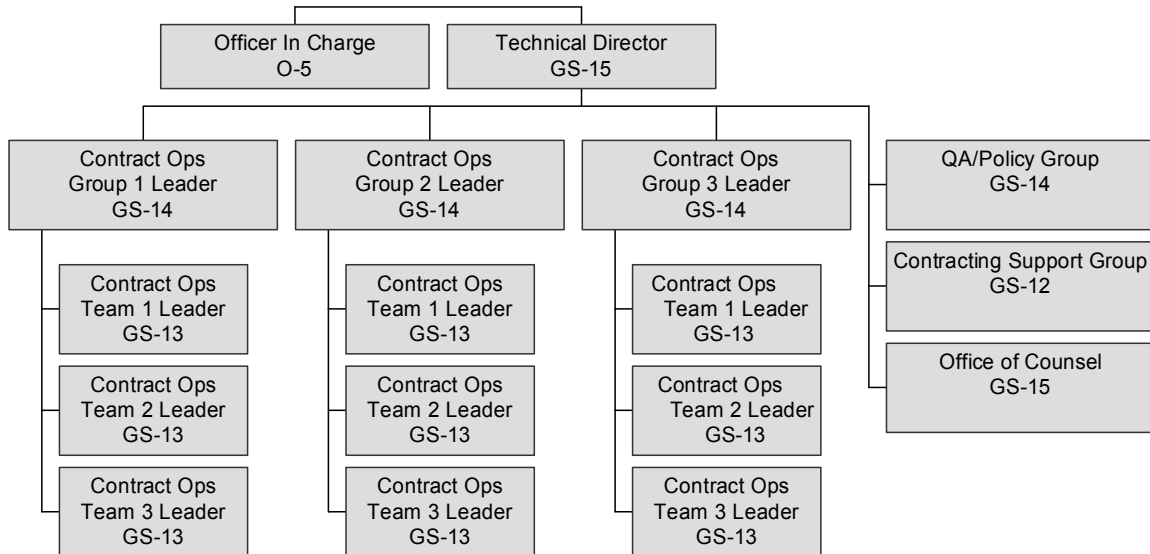 Officer In Charge
O-5
Technical Director
GS-15
Contract Ops
Group 1 Leader
GS-14
Contract Ops
Group 2 Leader
GS-14
Contract Ops
Group 3 Leader
GS-14
QA/Policy Group
GS-14
Contracting Support Group
GS-12
Office of Counsel
GS-15
Contract Ops
Team 1 Leader
GS-13
Contract Ops
Team 2 Leader
GS-13
Contract Ops
Team 3 Leader
GS-13
Contract Ops
Team 1 Leader
GS-13
Contract Ops
Team 2 Leader
GS-13
Contract Ops
Team 3 Leader
GS-13
Contract Ops
Team 1 Leader
GS-13
Contract Ops
Team 2 Leader
GS-13
Contract Ops
Team 3 Leader
GS-13